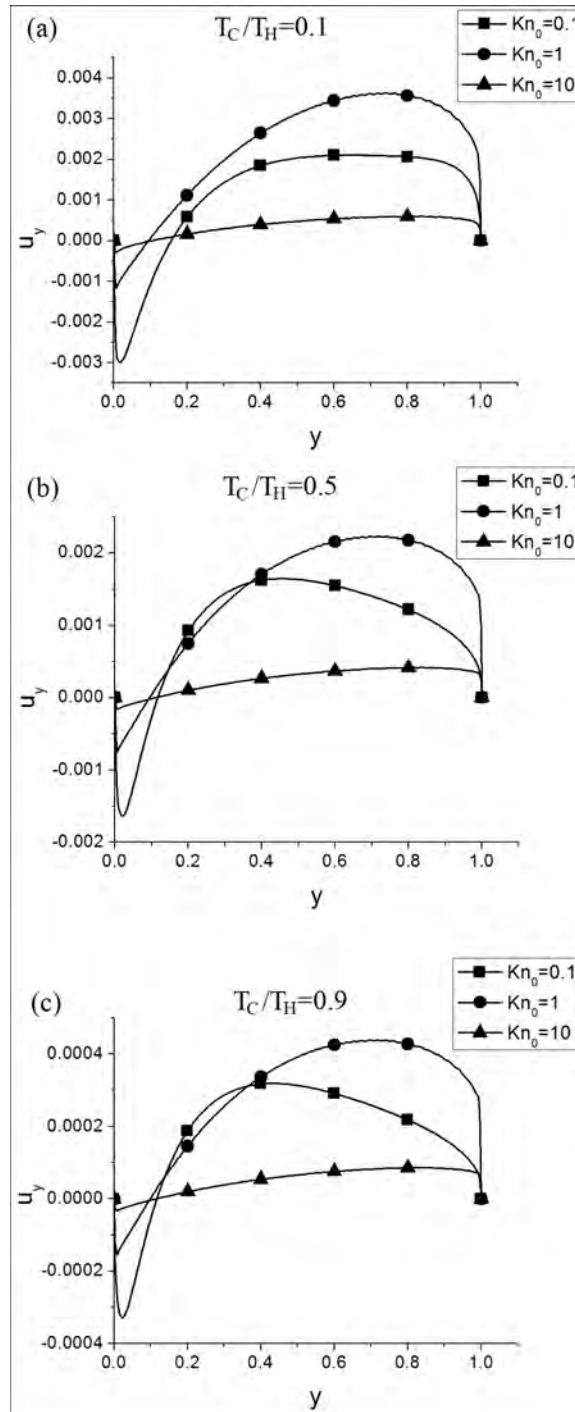 (a)
T_C/T_H=0.1
Kn_0=0.1
Kn_0=1
Kn_0=10
0.004
0.003
0.002
0.001
0.000
-0.001
-0.002
-0.003
u_y
0.0 0.2 0.4 0.6 0.8 1.0
y
(b)
T_C/T_H=0.5
Kn_0=0.1
Kn_0=1
Kn_0=10
0.002
0.001
0.000
-0.001
-0.002
u_y
0.0 0.2 0.4 0.6 0.8 1.0
y
(c)
T_C/T_H=0.9
Kn_0=0.1
Kn_0=1
Kn_0=10
0.0004
0.0002
0.0000
-0.0002
-0.0004
u_y
0.0 0.2 0.4 0.6 0.8 1.0
y